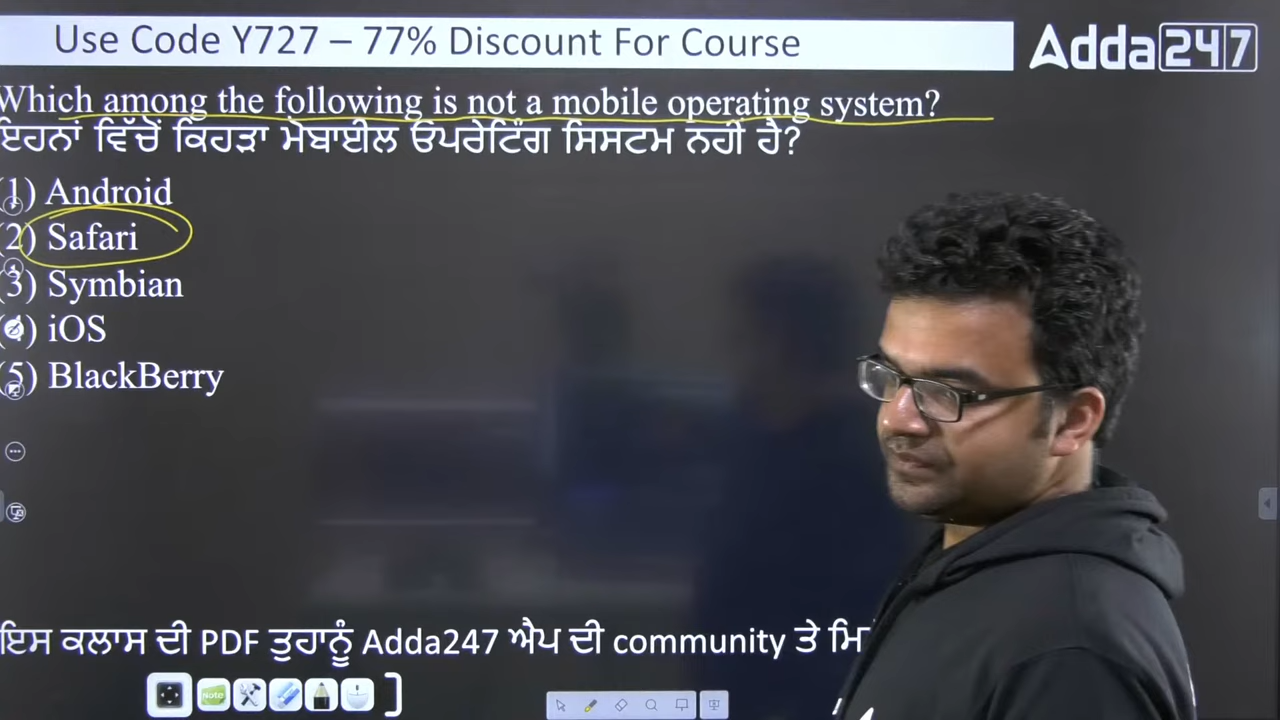 Use Code Y727 – 77% Discount For Course
Adda247
Which among the following is not a mobile operating system?
ਇਹਨਾਂ ਵਿੱਚੋਂ ਕਿਹੜਾ ਮੋਬਾਈਲ ਓਪਰੇਟਿੰਗ ਸਿਸਟਮ ਨਹੀਂ ਹੈ?
(1) Android
(2) Safari
(3) Symbian
(4) iOS
(5) BlackBerry
ਇਸ ਕਲਾਸ ਦੀ PDF ਤੁਹਾਨੂੰ Adda247 ਐਪ ਦੀ community ਤੇ
Note